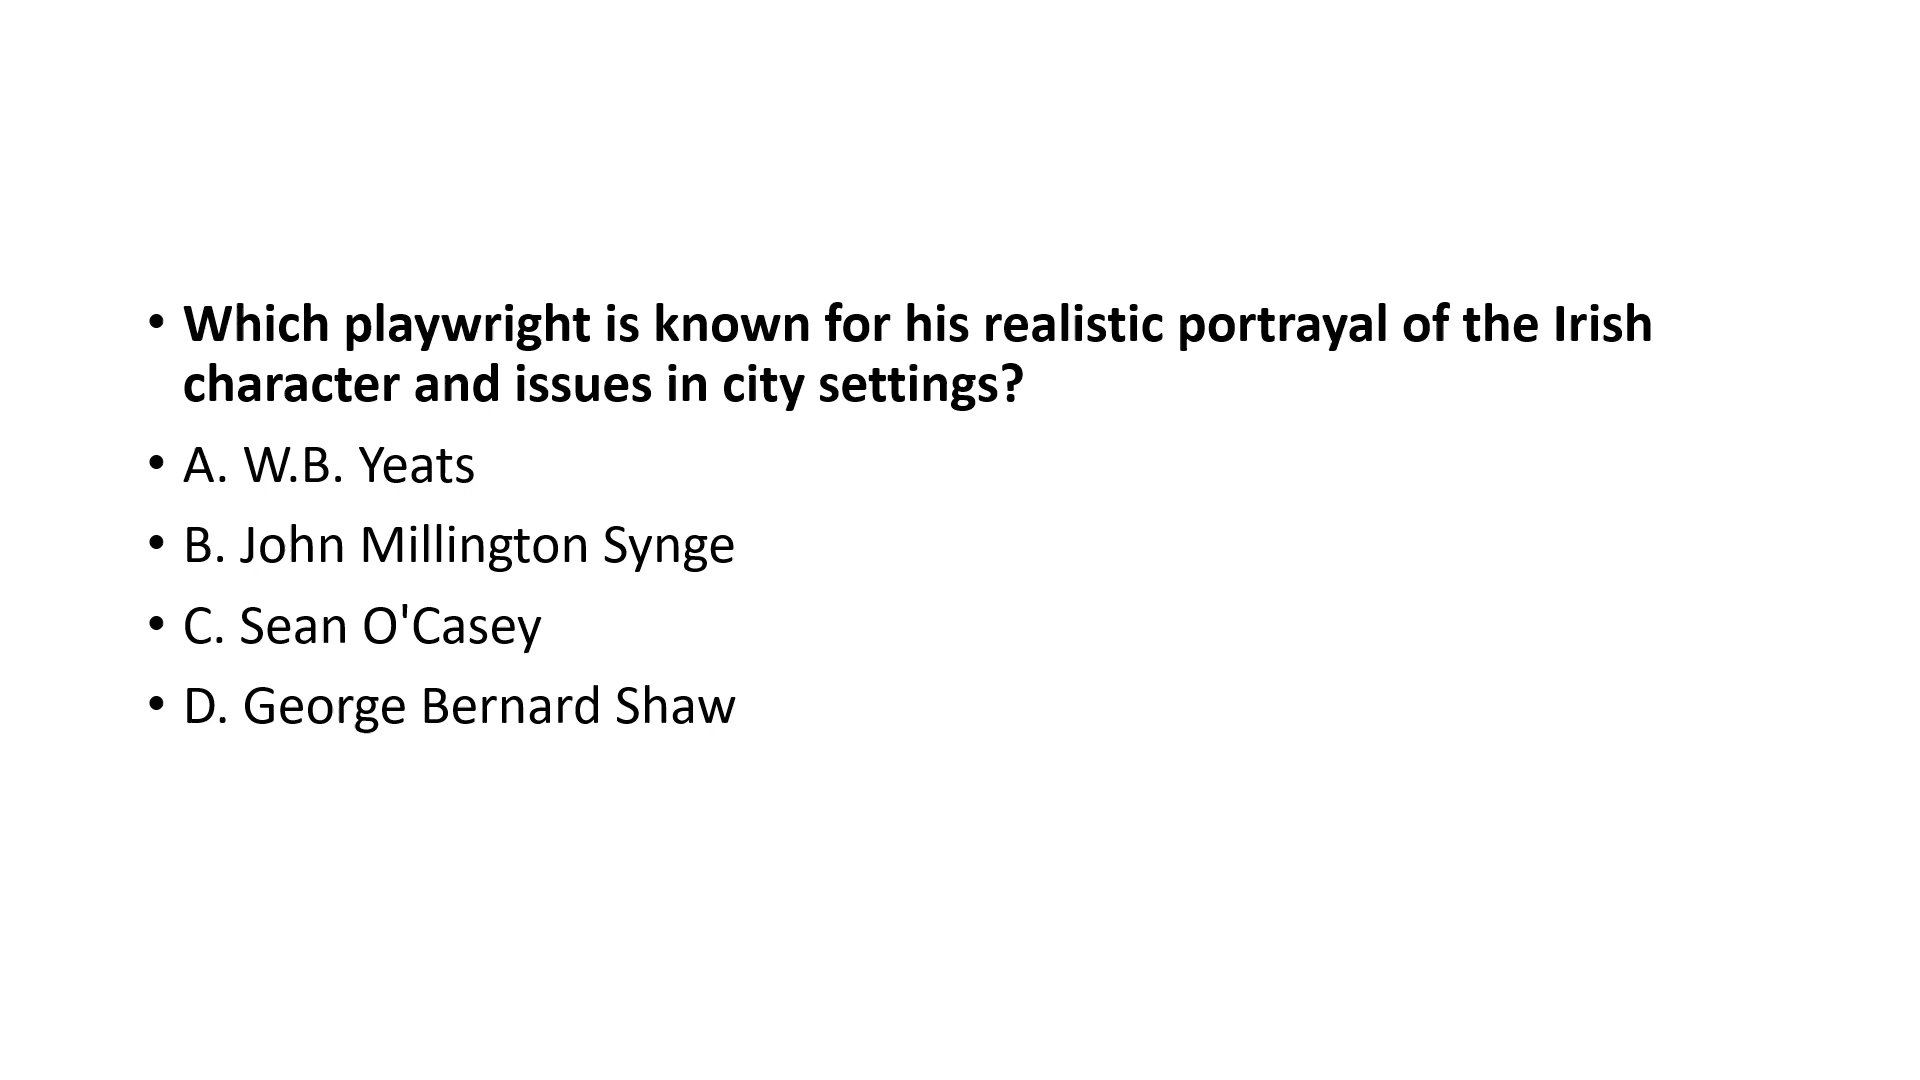 • Which playwright is known for his realistic portrayal of the Irish
character and issues in city settings?
• A. W.B. Yeats
• B. John Millington Synge
• C. Sean O'Casey
• D. George Bernard Shaw